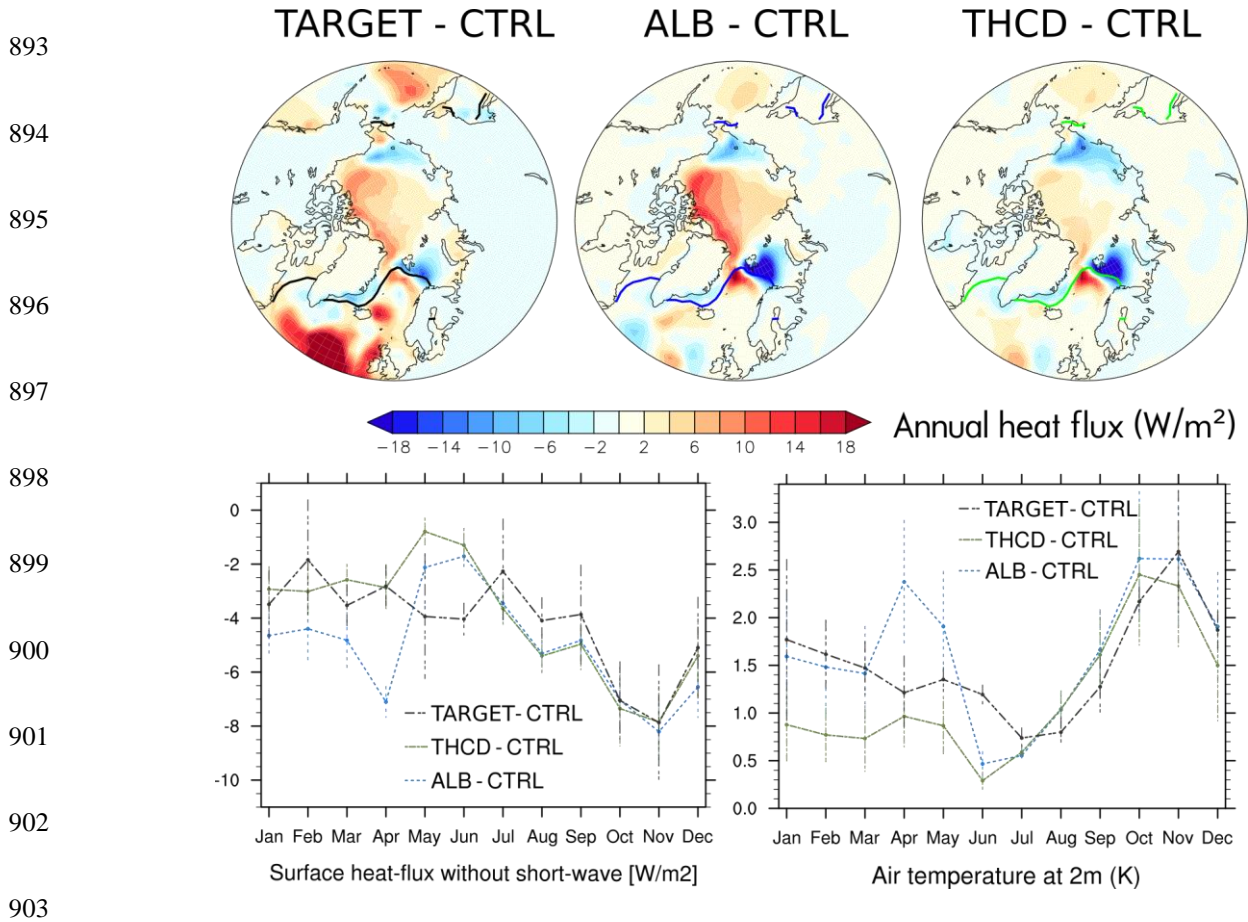 893
TARGET - CTRL
ALB - CTRL
THCD - CTRL
894
895
896
897
−18 −14 −10 −6 −2 2 6 10 14 18
Annual heat flux (W/m²)
898
899
900
901
902
903
0
-2
-4
-6
-8
-10
TARGET- CTRL
THCD - CTRL
ALB - CTRL
Jan Feb Mar Apr May Jun Jul Aug Sep Oct Nov Dec
Surface heat-flux without short-wave [W/m2]
3.0
2.5
2.0
1.5
1.0
0.5
0.0
TARGET- CTRL
THCD - CTRL
ALB - CTRL
Jan Feb Mar Apr May Jun Jul Aug Sep Oct Nov Dec
Air temperature at 2m (K)